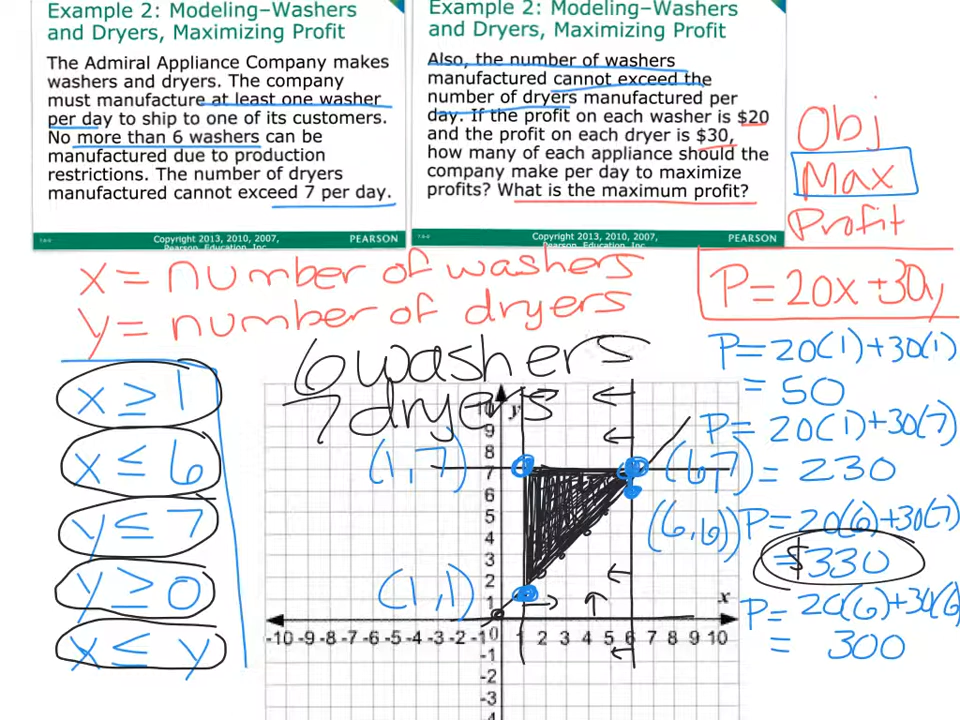 Example 2: Modeling–Washers
and Dryers, Maximizing Profit
The Admiral Appliance Company makes
washers and dryers. The company
must manufacture at least one washer
per day to ship to one of its customers.
No more than 6 washers can be
manufactured due to production
restrictions. The number of dryers
manufactured cannot exceed 7 per day.
Copyright 2013, 2010, 2007,
Pearson, Education, Inc
PEARSON
Example 2: Modeling–Washers
and Dryers, Maximizing Profit
Also, the number of washers
manufactured cannot exceed the
number of dryers manufactured per
day. If the profit on each washer is $20
and the profit on each dryer is $30,
how many of each appliance should the
company make per day to maximize
profits? What is the maximum profit?
Copyright 2013, 2010, 2007,
Pearson, Education, Inc
PEARSON
Obj
Max
Profit
x = number of washers
y = number of dryers
P = 20x + 30y
x ≥ 1
x ≤ 6
y ≤ 7
y ≥ 0
x ≤ y
6 washers
7 dryers
(1,7)
(6,7)
(6,6)
(1,1)
P = 20(1) + 30(1)
= 50
P = 20(1) + 30(7)
= 230
P = 20(6) + 30(7)
= $330
P = 20(6) + 30(6)
= 300
y
10
9
8
7
6
5
4
3
2
1
x
-10 -9 -8 -7 -6 -5 -4 -3 -2 -1 0 1 2 3 4 5 6 7 8 9 10
-1
-2
-3